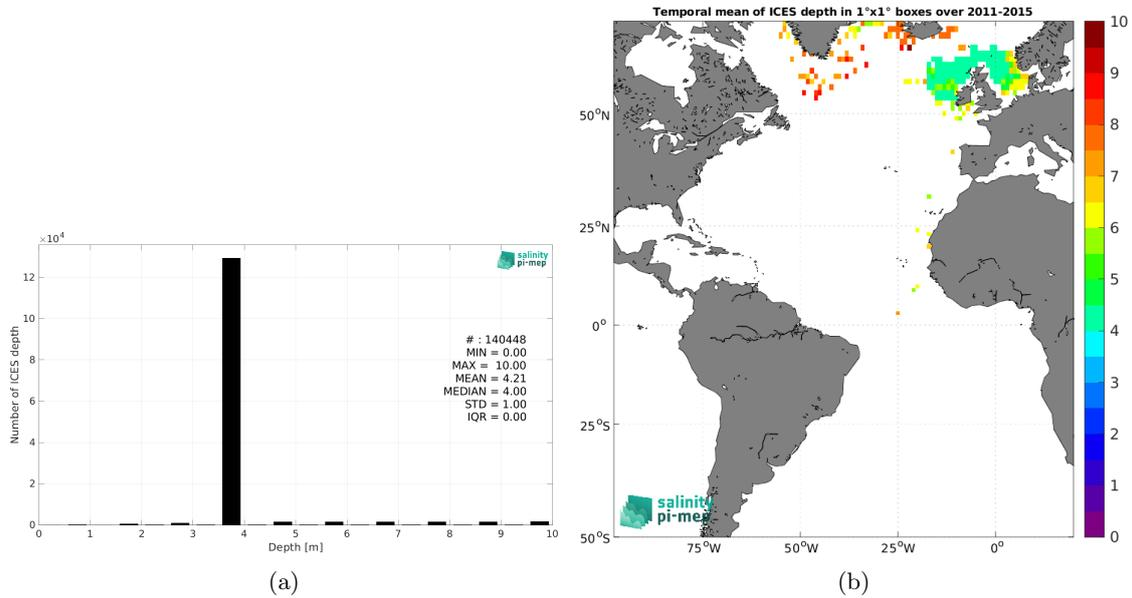 ×10⁴
12
10
8
6
4
2
0
Number of ICES depth
salinity
pi-mep
# : 140448
MIN = 0.00
MAX = 10.00
MEAN = 4.21
MEDIAN = 4.00
STD = 1.00
IQR = 0.00
0 1 2 3 4 5 6 7 8 9 10
Depth [m]
(a)
Temporal mean of ICES depth in 1°x1° boxes over 2011-2015
50°N
25°N
0°
25°S
50°S
75°W 50°W 25°W 0°
salinity
pi-mep
10
9
8
7
6
5
4
3
2
1
0
(b)